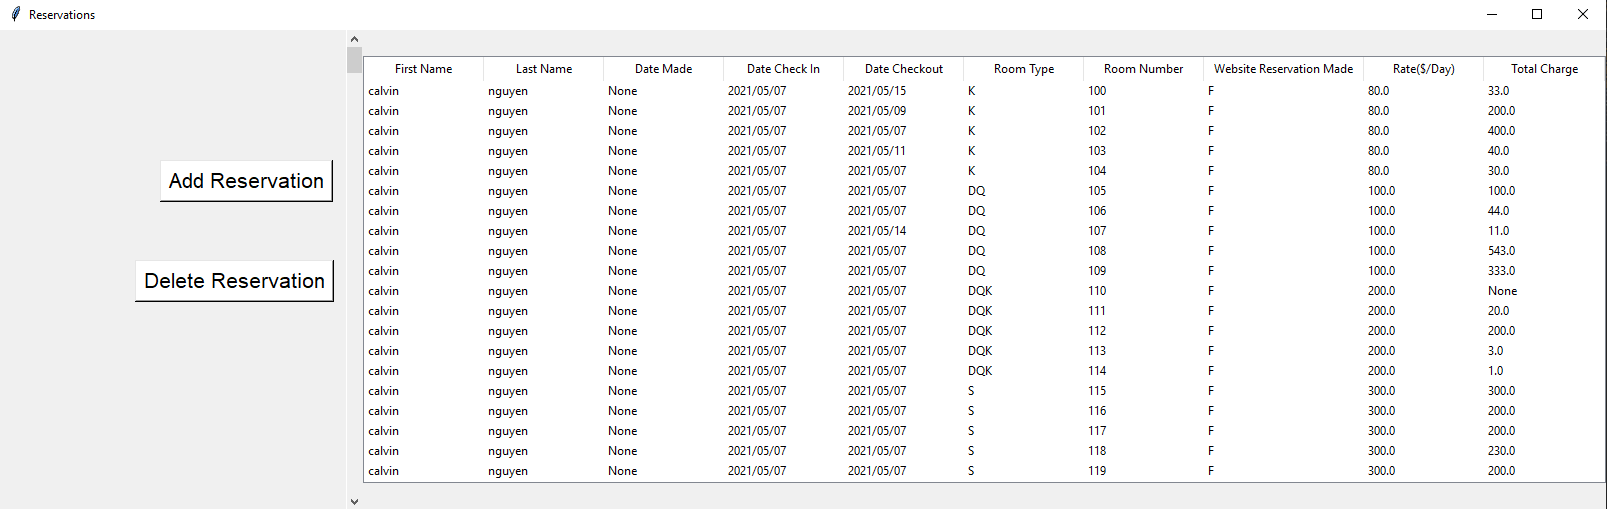 Reservations
Add Reservation
Delete Reservation
First Name Last Name Date Made Date Check In Date Checkout Room Type Room Number Website Reservation Made Rate($/Day) Total Charge
calvin nguyen None 2021/05/07 2021/05/15 K 100 F 80.0 33.0
calvin nguyen None 2021/05/07 2021/05/09 K 101 F 80.0 200.0
calvin nguyen None 2021/05/07 2021/05/07 K 102 F 80.0 400.0
calvin nguyen None 2021/05/07 2021/05/11 K 103 F 80.0 40.0
calvin nguyen None 2021/05/07 2021/05/07 K 104 F 80.0 30.0
calvin nguyen None 2021/05/07 2021/05/07 DQ 105 F 100.0 100.0
calvin nguyen None 2021/05/07 2021/05/07 DQ 106 F 100.0 44.0
calvin nguyen None 2021/05/07 2021/05/14 DQ 107 F 100.0 11.0
calvin nguyen None 2021/05/07 2021/05/07 DQ 108 F 100.0 543.0
calvin nguyen None 2021/05/07 2021/05/07 DQ 109 F 100.0 333.0
calvin nguyen None 2021/05/07 2021/05/07 DQK 110 F 200.0 None
calvin nguyen None 2021/05/07 2021/05/07 DQK 111 F 200.0 20.0
calvin nguyen None 2021/05/07 2021/05/07 DQK 112 F 200.0 200.0
calvin nguyen None 2021/05/07 2021/05/07 DQK 113 F 200.0 3.0
calvin nguyen None 2021/05/07 2021/05/07 DQK 114 F 200.0 1.0
calvin nguyen None 2021/05/07 2021/05/07 S 115 F 300.0 300.0
calvin nguyen None 2021/05/07 2021/05/07 S 116 F 300.0 200.0
calvin nguyen None 2021/05/07 2021/05/07 S 117 F 300.0 200.0
calvin nguyen None 2021/05/07 2021/05/07 S 118 F 300.0 230.0
calvin nguyen None 2021/05/07 2021/05/07 S 119 F 300.0 200.0